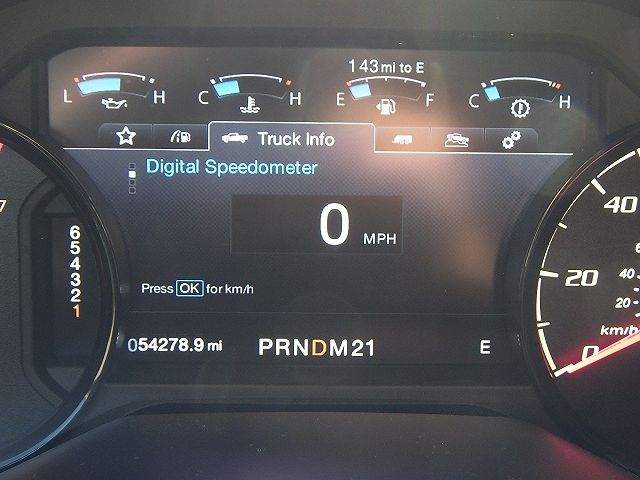 143 mi to E
L H C H E F C H
Truck Info
Digital Speedometer
0 MPH
Press OK for km/h
054278.9 mi
PRNDM21
E
7
6
5
4
3
2
1
40
20
0
40
20
km/h